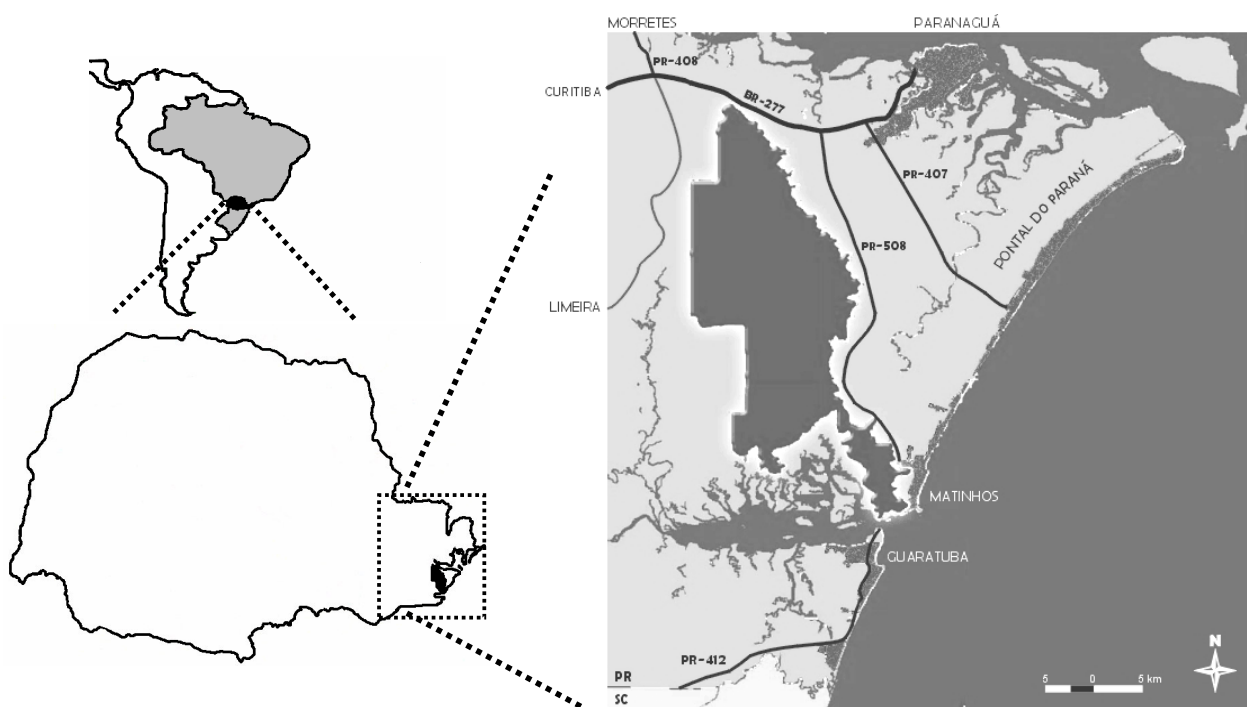 MORRETES
PARANAGUÁ
PR-408
CURITIBA
BR-277
PR-407
PONTAL DO PARANÁ
PR-508
LIMEIRA
MATINHOS
GUARATUBA
PR-412
PR
SC
N
5 0 5 km